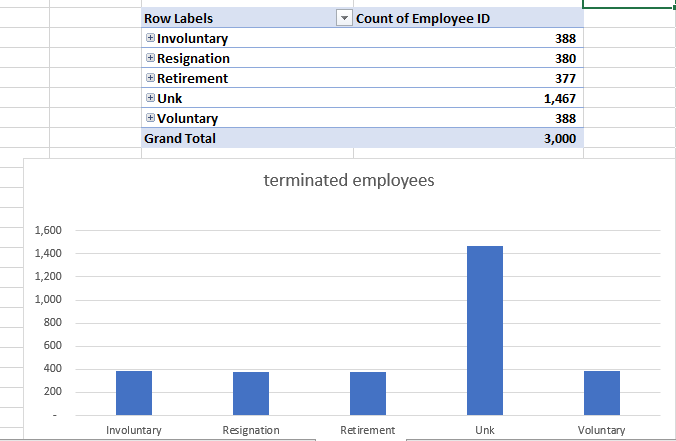 Row Labels Count of Employee ID
Involuntary 388
Resignation 380
Retirement 377
Unk 1,467
Voluntary 388
Grand Total 3,000
terminated employees
1,600
1,400
1,200
1,000
800
600
400
200
-
Involuntary Resignation Retirement Unk Voluntary